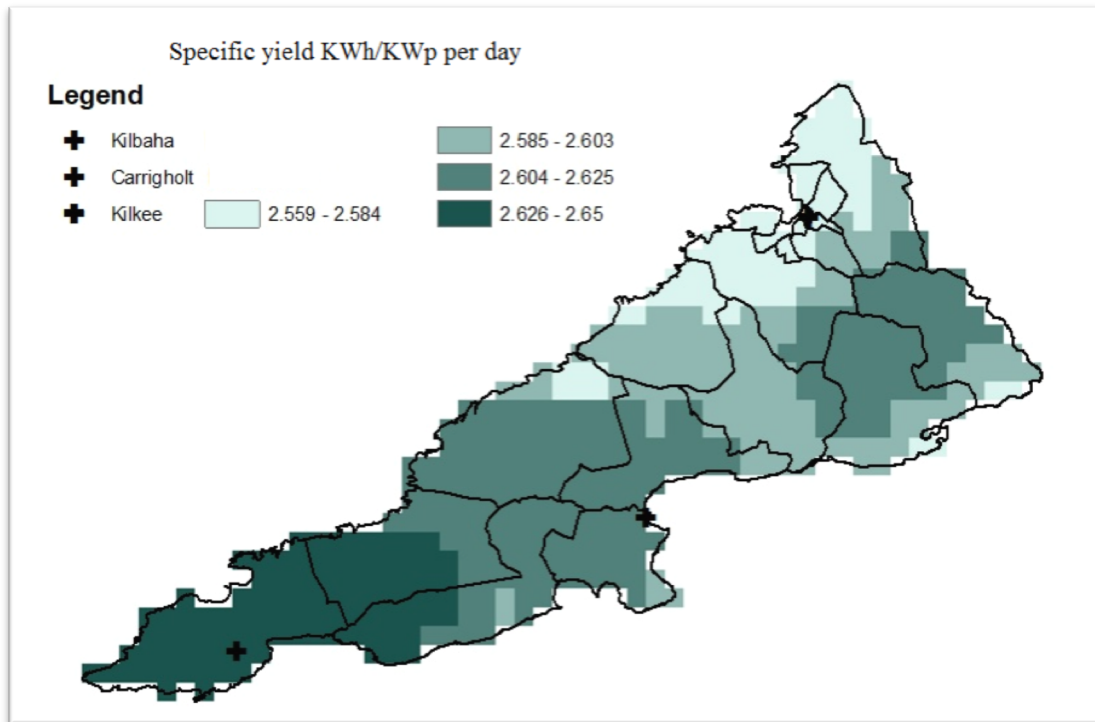 Specific yield KWh/KWp per day
Legend
Kilbaha
Carrigholt
Kilkee
2.559 - 2.584
2.585 - 2.603
2.604 - 2.625
2.626 - 2.65